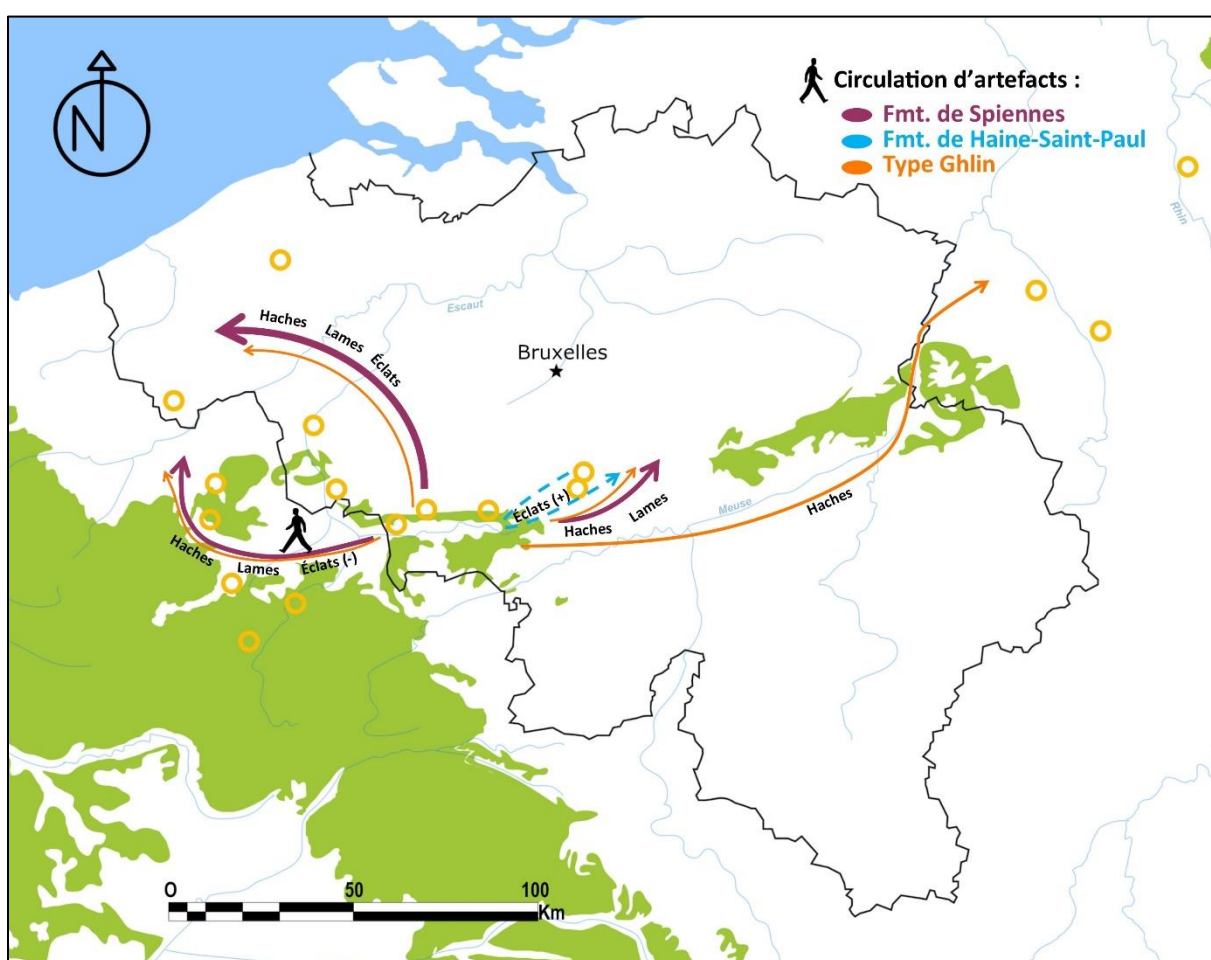 N
Circulation d'artefacts :
Fmt. de Spiennes
Fmt. de Haine-Saint-Paul
Type Ghlin
Rhin
Escaut
Haches Lames Éclats
Bruxelles
Meuse
Haches
Éclats (+)
Haches Lames
Haches Lames Éclats (-)
0 50 100
Km